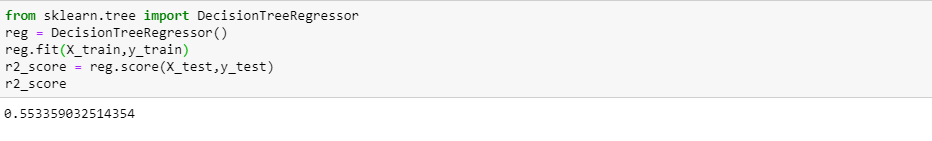 from sklearn.tree import DecisionTreeRegressor
reg = DecisionTreeRegressor()
reg.fit(X_train,y_train)
r2_score = reg.score(X_test,y_test)
r2_score
0.553359032514354